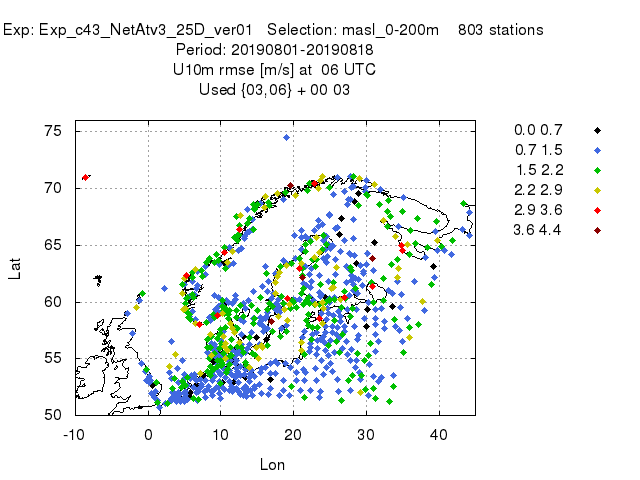 Exp: Exp_c43_NetAtv3_25D_ver01 Selection: masl_0-200m 803 stations
Period: 20190801-20190818
U10m rmse [m/s] at 06 UTC
Used {03,06} + 00 03
75
70
65
60
55
50
-10 0 10 20 30 40
Lat
Lon
0.0 0.7
0.7 1.5
1.5 2.2
2.2 2.9
2.9 3.6
3.6 4.4